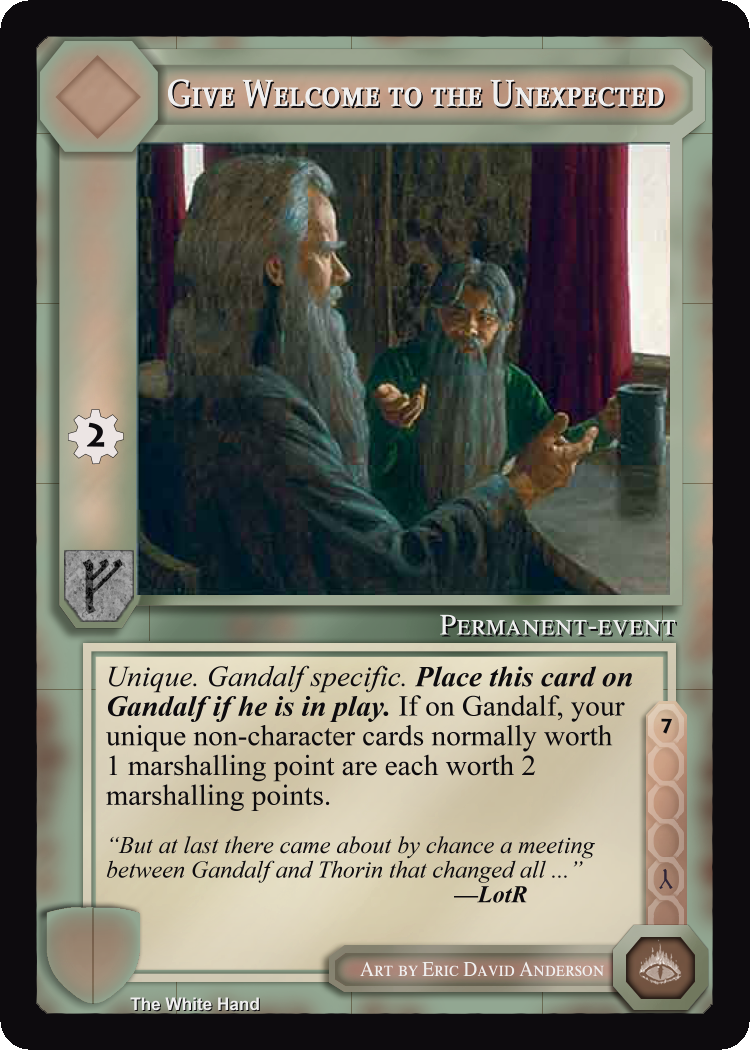 Give Welcome to the Unexpected
2
Permanent-event
Unique. Gandalf specific. Place this card on
Gandalf if he is in play. If on Gandalf, your
unique non-character cards normally worth
1 marshalling point are each worth 2
marshalling points.
7
“But at last there came about by chance a meeting
between Gandalf and Thorin that changed all ...”
—LotR
Art by Eric David Anderson
The White Hand